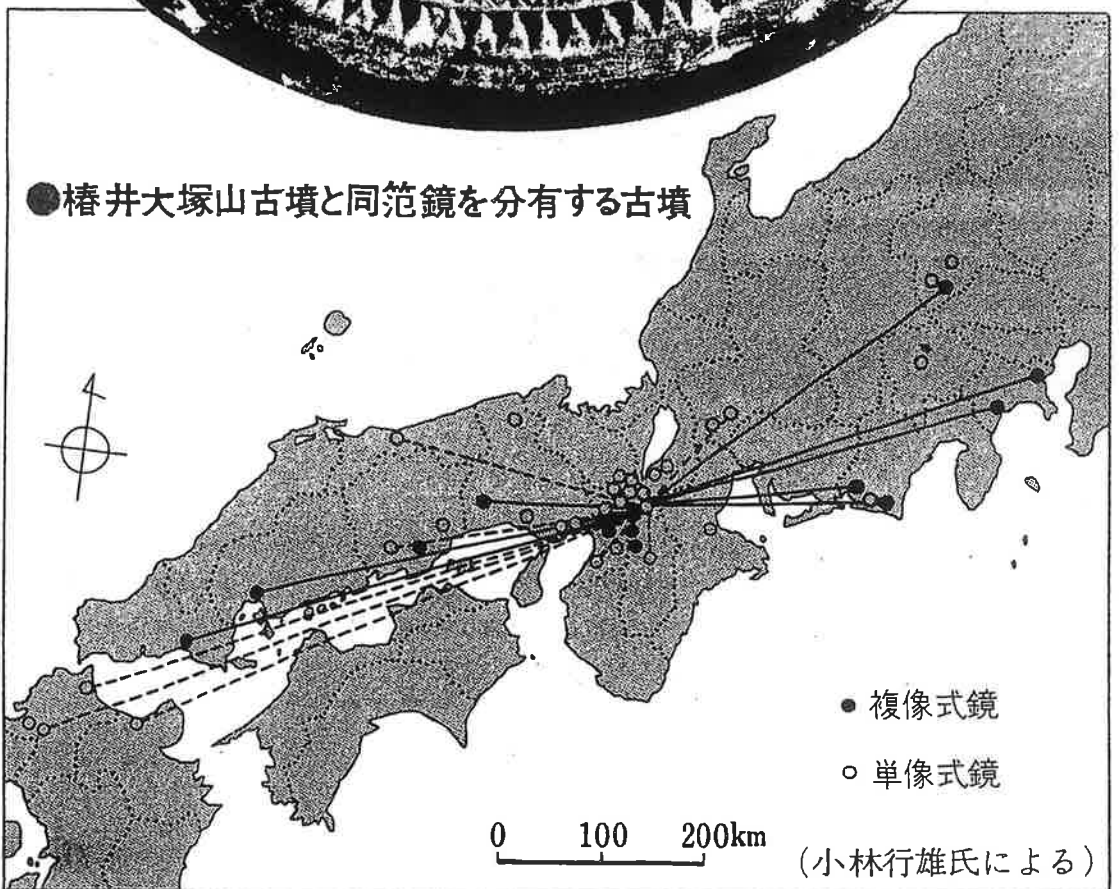 ●椿井大塚山古墳と同笵鏡を分有する古墳
● 複像式鏡
○ 単像式鏡
0 100 200km
(小林行雄氏による)